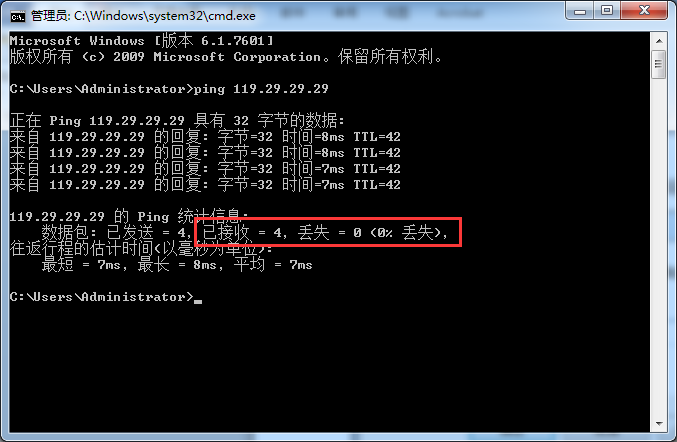 管理员: C:\Windows\system32\cmd.exe
Microsoft Windows [版本 6.1.7601]
版权所有 (c) 2009 Microsoft Corporation。保留所有权利。
C:\Users\Administrator>ping 119.29.29.29
正在 Ping 119.29.29.29 具有 32 字节的数据:
来自 119.29.29.29 的回复: 字节=32 时间=8ms TTL=42
来自 119.29.29.29 的回复: 字节=32 时间=8ms TTL=42
来自 119.29.29.29 的回复: 字节=32 时间=7ms TTL=42
来自 119.29.29.29 的回复: 字节=32 时间=7ms TTL=42
119.29.29.29 的 Ping 统计信息:
数据包: 已发送 = 4, 已接收 = 4, 丢失 = 0 (0% 丢失),
往返行程的估计时间(以毫秒为单位):
最短 = 7ms, 最长 = 8ms, 平均 = 7ms
C:\Users\Administrator>_